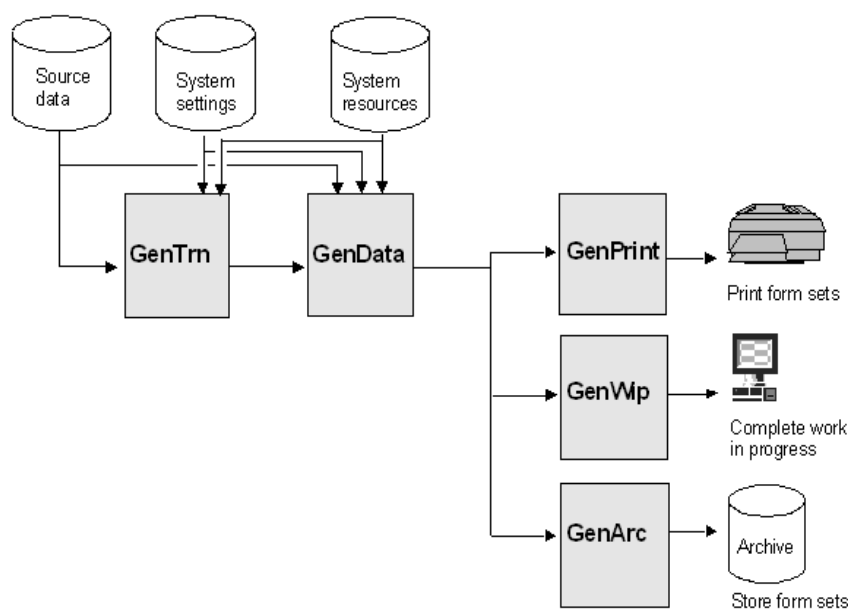 Source
data
System
settings
System
resources
GenTrn
GenData
GenPrint
Print form sets
GenWip
Complete work
in progress
GenArc
Archive
Store form sets